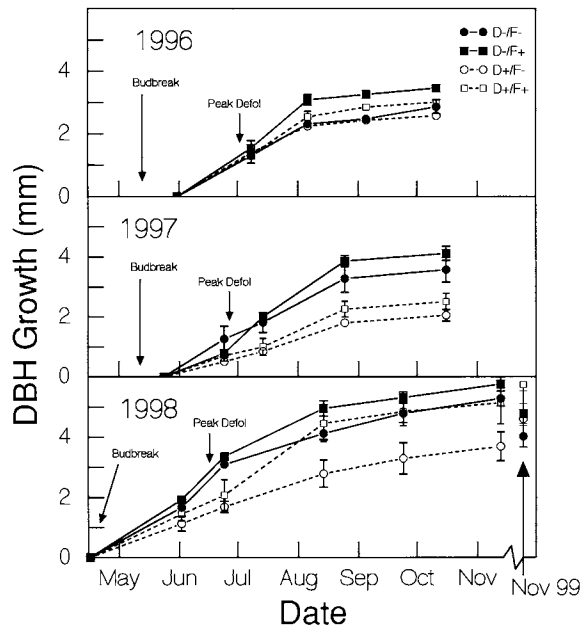 1996
D-/F-
D-/F+
D+/F-
D+/F+
Budbreak
Peak Defol
4
2
0
1997
Budbreak
Peak Defol
4
2
0
1998
Budbreak
Peak Defol
4
2
0
DBH Growth (mm)
May Jun Jul Aug Sep Oct Nov Nov 99
Date